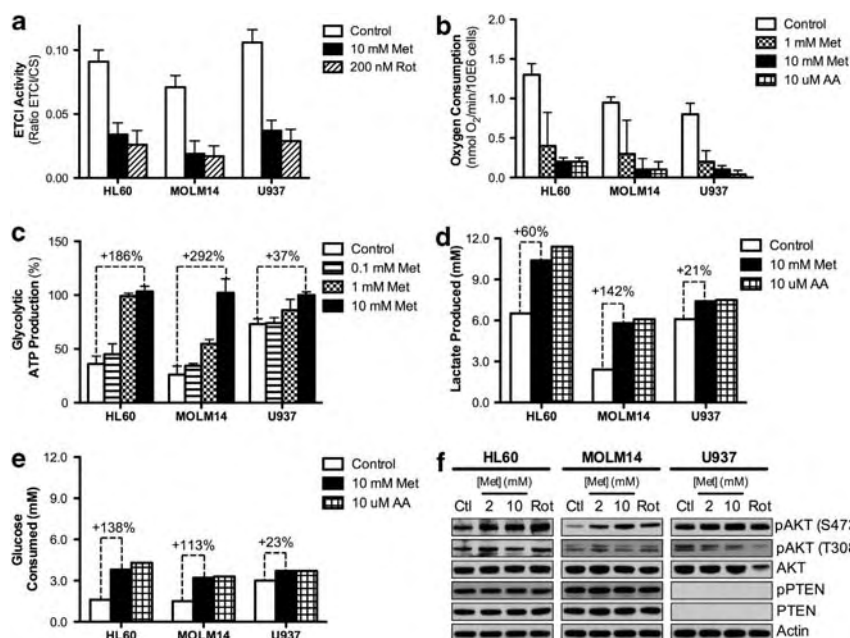 a
ETCI Activity
(Ratio ETCI/CS)
0.10
0.05
0.00
HL60 MOLM14 U937
Control
10 mM Met
200 nM Rot
b
Oxygen Consumption
(nmol O2/min/10E6 cells)
2.0
1.5
1.0
0.5
0.0
HL60 MOLM14 U937
Control
1 mM Met
10 mM Met
10 uM AA
c
Glycolytic
ATP Production (%)
150
100
50
0
+186% +292% +37%
HL60 MOLM14 U937
Control
0.1 mM Met
1 mM Met
10 mM Met
d
Lactate Produced (mM)
12.0
9.0
6.0
3.0
0.0
+60%
+142%
+21%
HL60 MOLM14 U937
Control
10 mM Met
10 uM AA
e
Glucose
Consumed (mM)
12.0
9.0
6.0
3.0
0.0
+138% +113% +23%
HL60 MOLM14 U937
Control
10 mM Met
10 uM AA
f
HL60 MOLM14 U937
[Met] (mM) [Met] (mM) [Met] (mM)
Ctl 2 10 Rot Ctl 2 10 Rot Ctl 2 10 Rot
pAKT (S473
pAKT (T308
AKT
pPTEN
PTEN
Actin